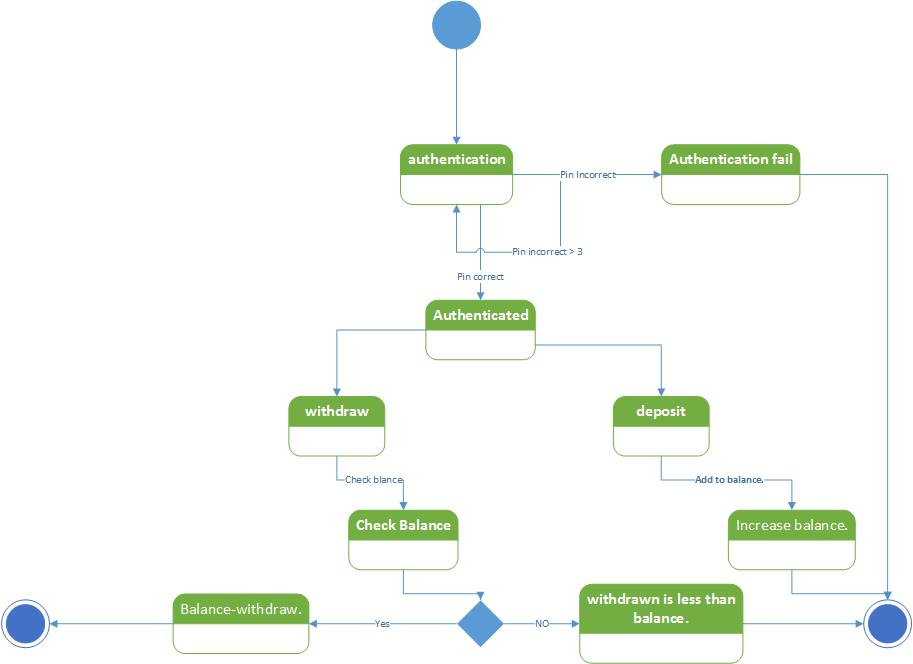 authentication
Authentication fail
Pin Incorrect
Pin incorrect > 3
Pin correct
Authenticated
withdraw
deposit
Check blance
Add to balance.
Check Balance
Increase balance.
Balance-withdraw.
Yes
NO
withdrawn is less than
balance.